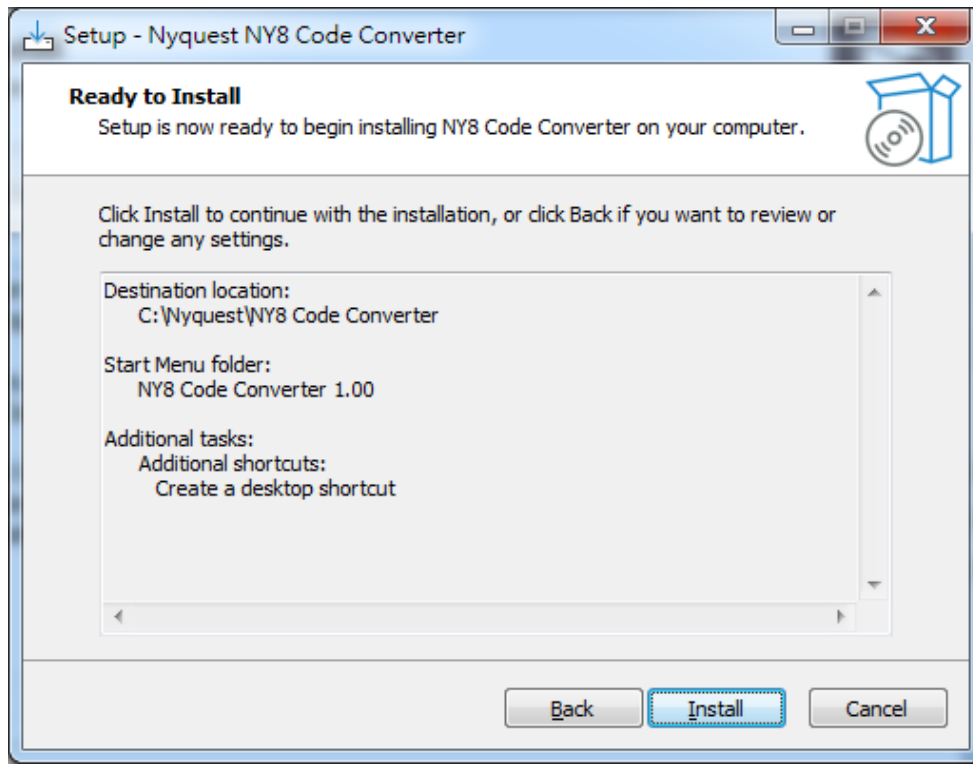 Setup - Nyquest NY8 Code Converter
Ready to Install
Setup is now ready to begin installing NY8 Code Converter on your computer.
Click Install to continue with the installation, or click Back if you want to review or
change any settings.
Destination location:
C:\Nyquest\NY8 Code Converter
Start Menu folder:
NY8 Code Converter 1.00
Additional tasks:
Additional shortcuts:
Create a desktop shortcut
Back Install Cancel